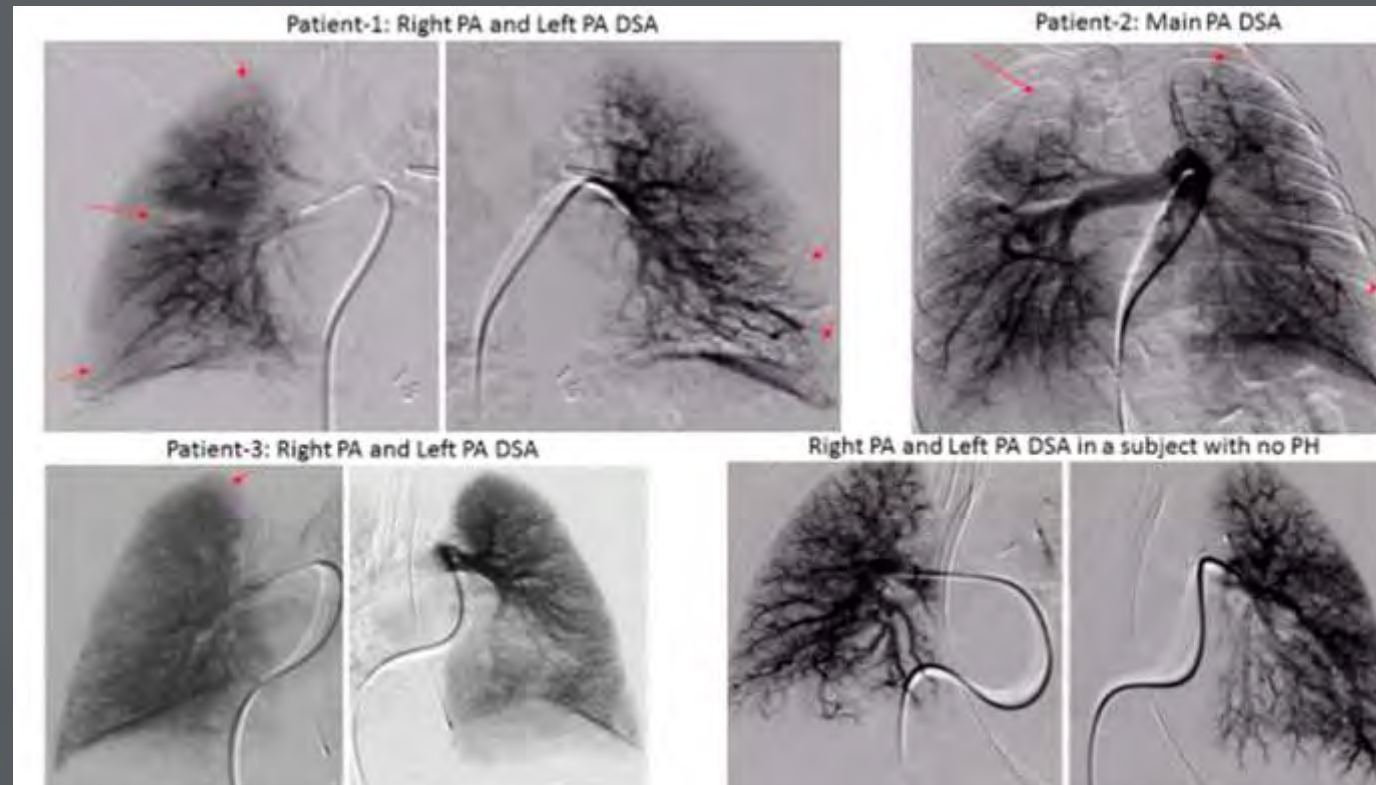 Patient-1: Right PA and Left PA DSA
Patient-2: Main PA DSA
Patient-3: Right PA and Left PA DSA
Right PA and Left PA DSA in a subject with no PH